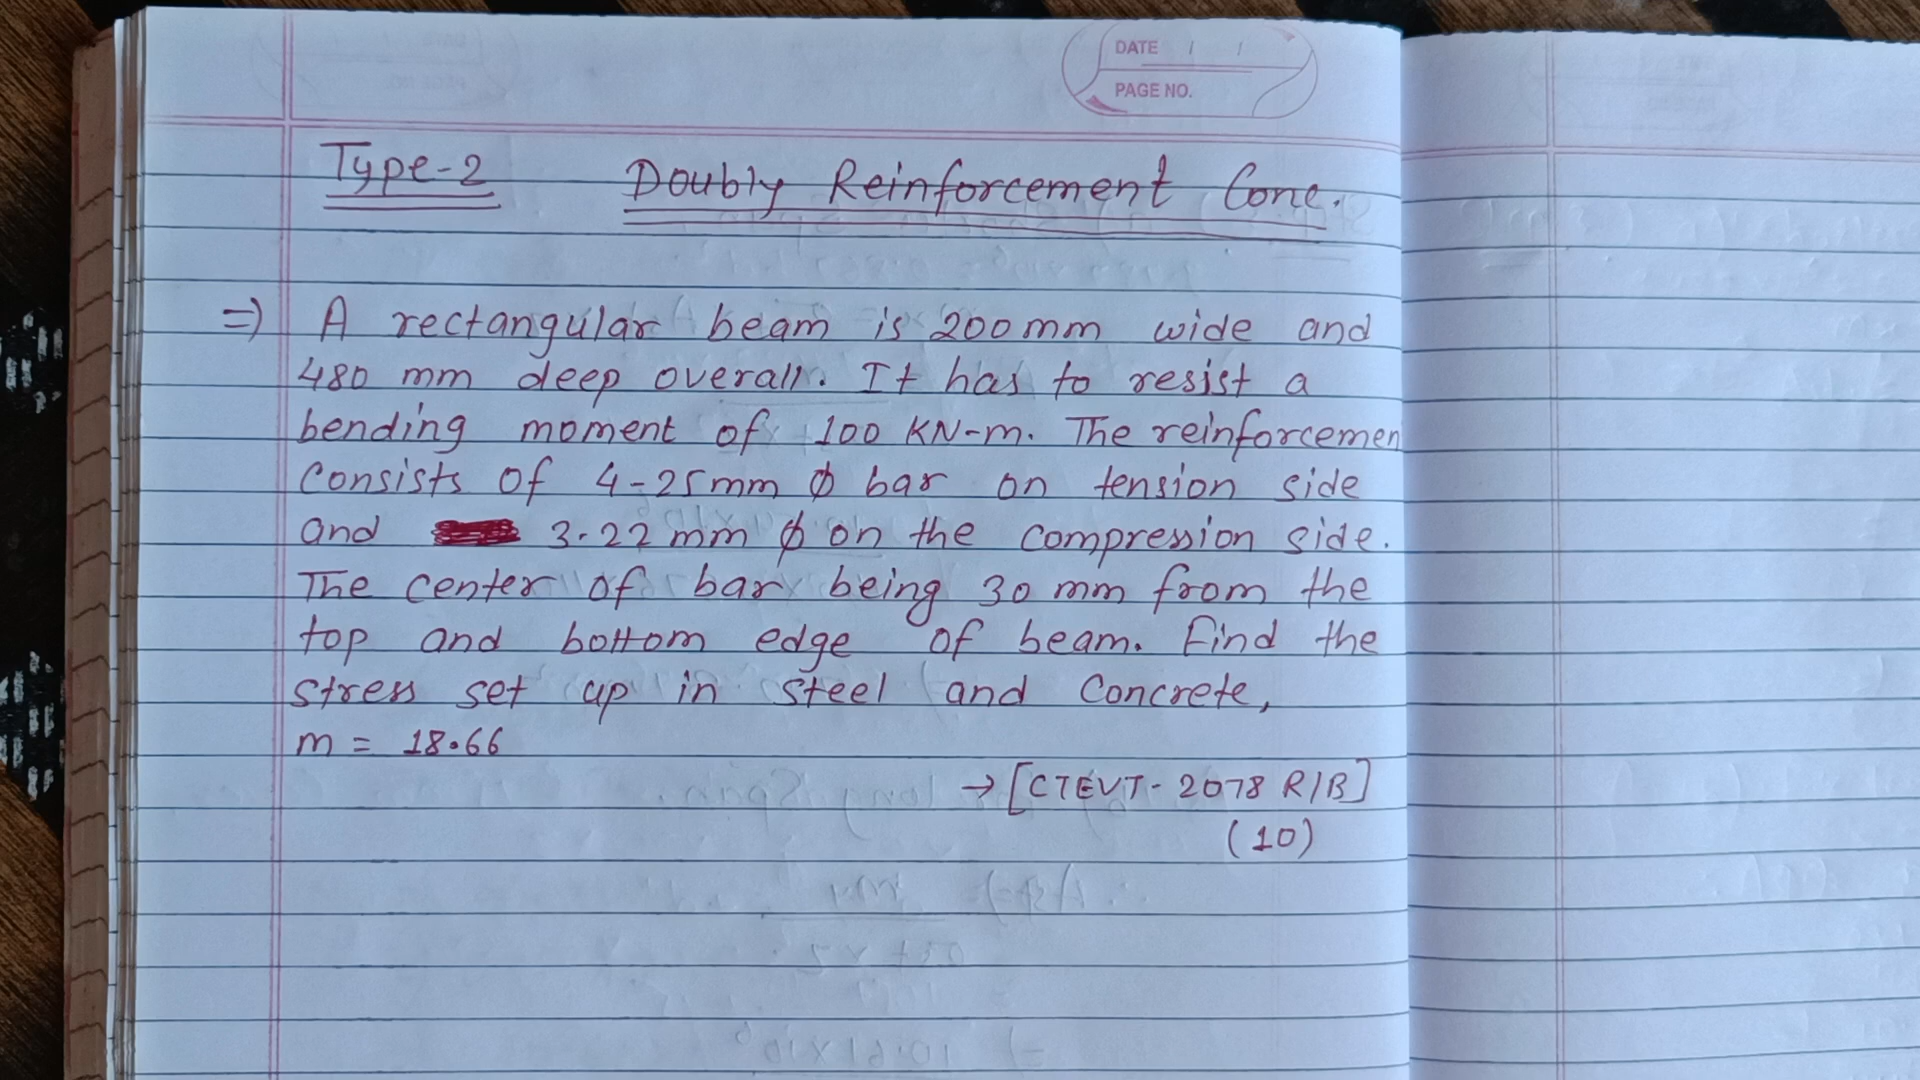 DATE / /
PAGE NO.
Type-2 Doubly Reinforcement Conc.
=) A rectangular beam is 200 mm wide and
480 mm deep overall. It has to resist a
bending moment of 100 KN-m. The reinforcemen
Consists of 4-25mm ϕ bar on tension side
and 3-22 mm ϕ on the compression side.
The center of bar being 30 mm from the
top and bottom edge of beam. Find the
stress set up in steel and Concrete,
m = 18.66
→ [CTEVT- 2078 R/B]
(10)